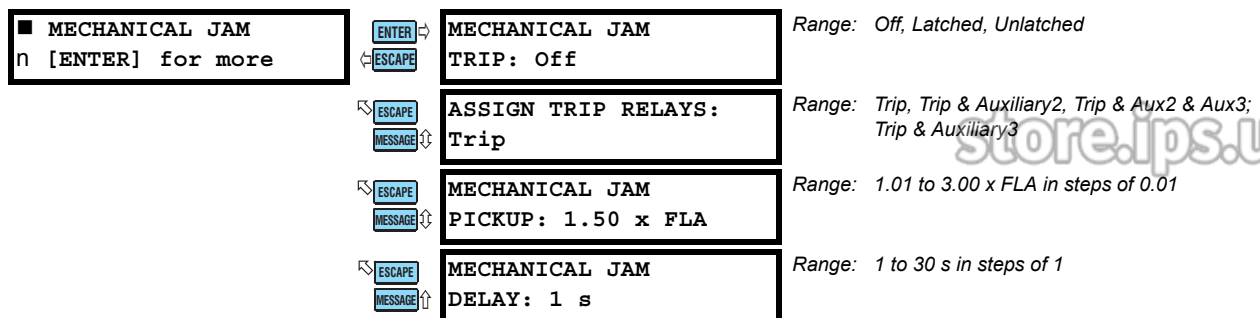 ■ MECHANICAL JAM
n [ENTER] for more
ENTER
ESCAPE
MECHANICAL JAM
TRIP: Off
Range: Off, Latched, Unlatched
ESCAPE
MESSAGE
ASSIGN TRIP RELAYS:
Trip
Range: Trip, Trip & Auxiliary2, Trip & Aux2 & Aux3;
Trip & Auxiliary3
store.ips.u
ESCAPE
MESSAGE
MECHANICAL JAM
PICKUP: 1.50 x FLA
Range: 1.01 to 3.00 x FLA in steps of 0.01
ESCAPE
MESSAGE
MECHANICAL JAM
DELAY: 1 s
Range: 1 to 30 s in steps of 1